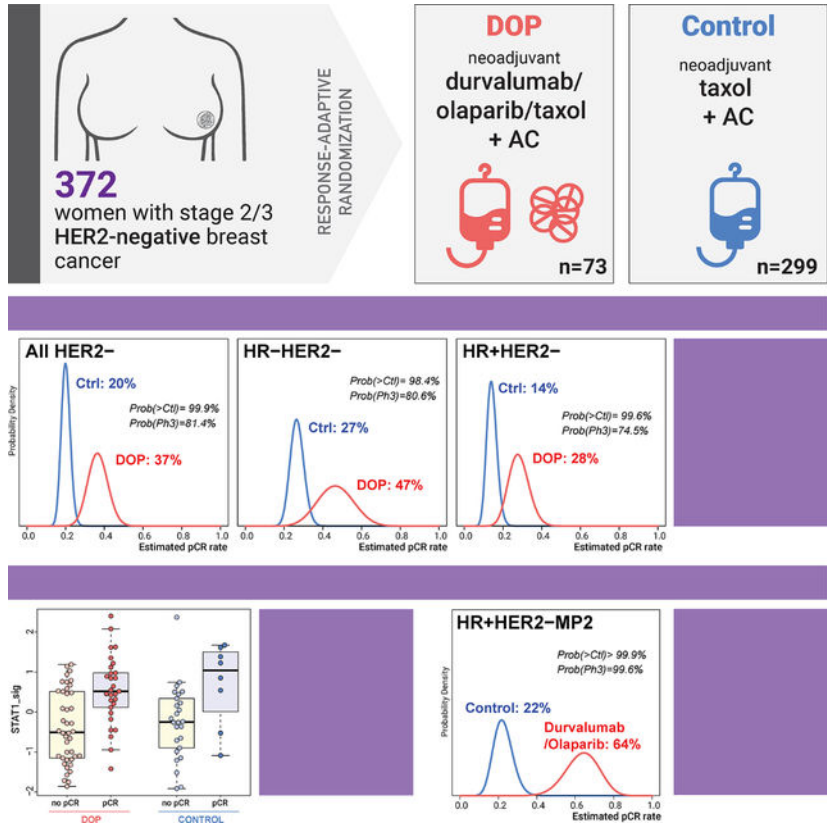 372
women with stage 2/3
HER2-negative breast
cancer
RESPONSE-ADAPTIVE
RANDOMIZATION
DOP
neoadjuvant
durvalumab/
olaparib/taxol
+ AC
n=73
Control
neoadjuvant
taxol
+ AC
n=299
All HER2−
Ctrl: 20%
Prob(>Ctl)= 99.9%
Prob(Ph3)=81.4%
DOP: 37%
Probability Density
0.0 0.2 0.4 0.6 0.8 1.0
Estimated pCR rate
HR−HER2−
Prob(>Ctl)= 98.4%
Prob(Ph3)=80.6%
Ctrl: 27%
DOP: 47%
0.0 0.2 0.4 0.6 0.8 1.0
Estimated pCR rate
HR+HER2−
Ctrl: 14%
Prob(>Ctl)= 99.6%
Prob(Ph3)=74.5%
DOP: 28%
0.0 0.2 0.4 0.6 0.8 1.0
Estimated pCR rate
STAT1_sig
2
1
0
−1
−2
no pCR pCR no pCR pCR
DOP CONTROL
HR+HER2−MP2
Prob(>Ctl)> 99.9%
Prob(Ph3)=99.6%
Control: 22%
Durvalumab
/Olaparib: 64%
Probability Density
0.0 0.2 0.4 0.6 0.8 1.0
Estimated pCR rate